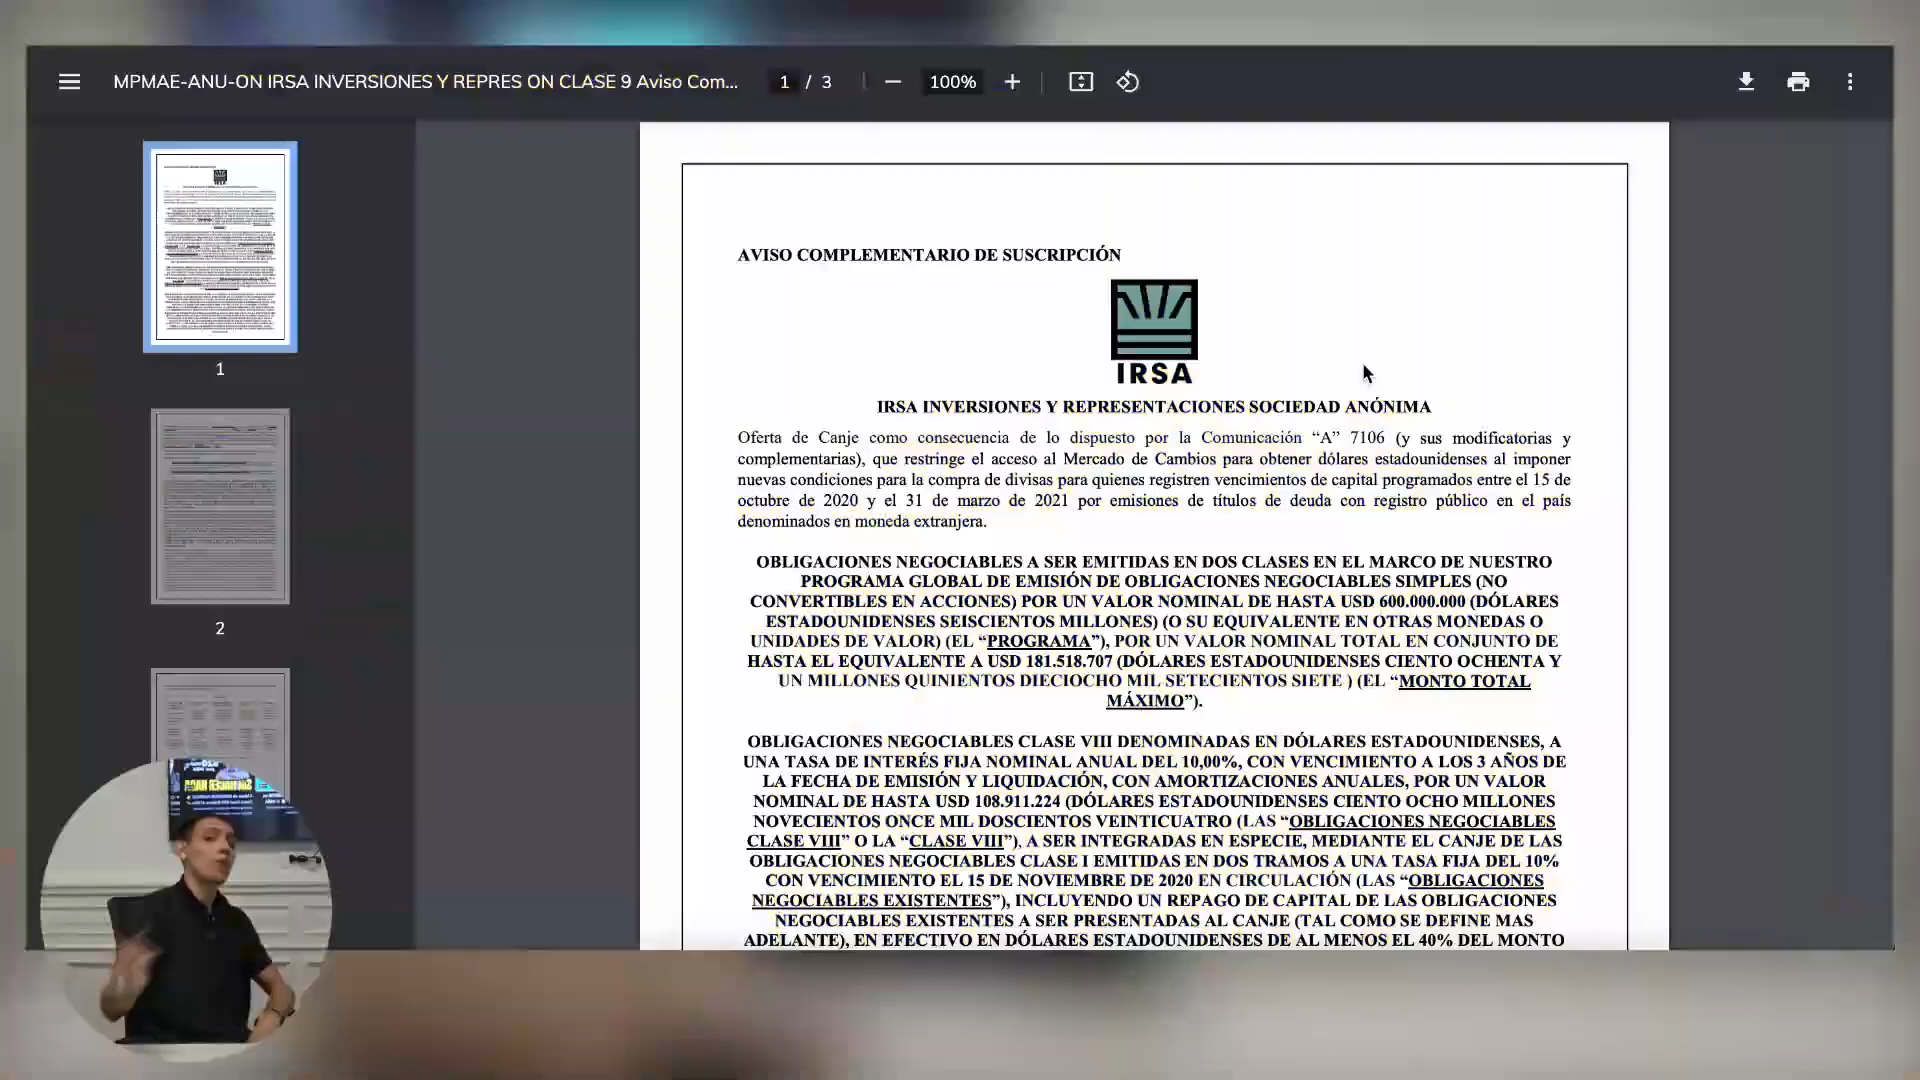 MPMAE-ANU-ON IRSA INVERSIONES Y REPRES ON CLASE 9 Aviso Com...
1 / 3
100%
1
2
AVISO COMPLEMENTARIO DE SUSCRIPCIÓN
IRSA
IRSA INVERSIONES Y REPRESENTACIONES SOCIEDAD ANÓNIMA
Oferta de Canje como consecuencia de lo dispuesto por la Comunicación “A” 7106 (y sus modificatorias y
complementarias), que restringe el acceso al Mercado de Cambios para obtener dólares estadounidenses al imponer
nuevas condiciones para la compra de divisas para quienes registren vencimientos de capital programados entre el 15 de
octubre de 2020 y el 31 de marzo de 2021 por emisiones de títulos de deuda con registro público en el país
denominados en moneda extranjera.
OBLIGACIONES NEGOCIABLES A SER EMITIDAS EN DOS CLASES EN EL MARCO DE NUESTRO
PROGRAMA GLOBAL DE EMISIÓN DE OBLIGACIONES NEGOCIABLES SIMPLES (NO
CONVERTIBLES EN ACCIONES) POR UN VALOR NOMINAL DE HASTA USD 600.000.000 (DÓLARES
ESTADOUNIDENSES SEISCIENTOS MILLONES) (O SU EQUIVALENTE EN OTRAS MONEDAS O
UNIDADES DE VALOR) (EL “PROGRAMA”), POR UN VALOR NOMINAL TOTAL EN CONJUNTO DE
HASTA EL EQUIVALENTE A USD 181.518.707 (DÓLARES ESTADOUNIDENSES CIENTO OCHENTA Y
UN MILLONES QUINIENTOS DIECIOCHO MIL SETECIENTOS SIETE ) (EL “MONTO TOTAL
MÁXIMO”).
OBLIGACIONES NEGOCIABLES CLASE VIII DENOMINADAS EN DÓLARES ESTADOUNIDENSES, A
UNA TASA DE INTERÉS FIJA NOMINAL ANUAL DEL 10,00%, CON VENCIMIENTO A LOS 3 AÑOS DE
LA FECHA DE EMISIÓN Y LIQUIDACIÓN, CON AMORTIZACIONES ANUALES, POR UN VALOR
NOMINAL DE HASTA USD 108.911.224 (DÓLARES ESTADOUNIDENSES CIENTO OCHO MILLONES
NOVECIENTOS ONCE MIL DOSCIENTOS VEINTICUATRO (LAS “OBLIGACIONES NEGOCIABLES
CLASE VIII” O LA “CLASE VIII”), A SER INTEGRADAS EN ESPECIE, MEDIANTE EL CANJE DE LAS
OBLIGACIONES NEGOCIABLES CLASE I EMITIDAS EN DOS TRAMOS A UNA TASA FIJA DEL 10%
CON VENCIMIENTO EL 15 DE NOVIEMBRE DE 2020 EN CIRCULACIÓN (LAS “OBLIGACIONES
NEGOCIABLES EXISTENTES”), INCLUYENDO UN REPAGO DE CAPITAL DE LAS OBLIGACIONES
NEGOCIABLES EXISTENTES A SER PRESENTADAS AL CANJE (TAL COMO SE DEFINE MAS
ADELANTE), EN EFECTIVO EN DÓLARES ESTADOUNIDENSES DE AL MENOS EL 40% DEL MONTO